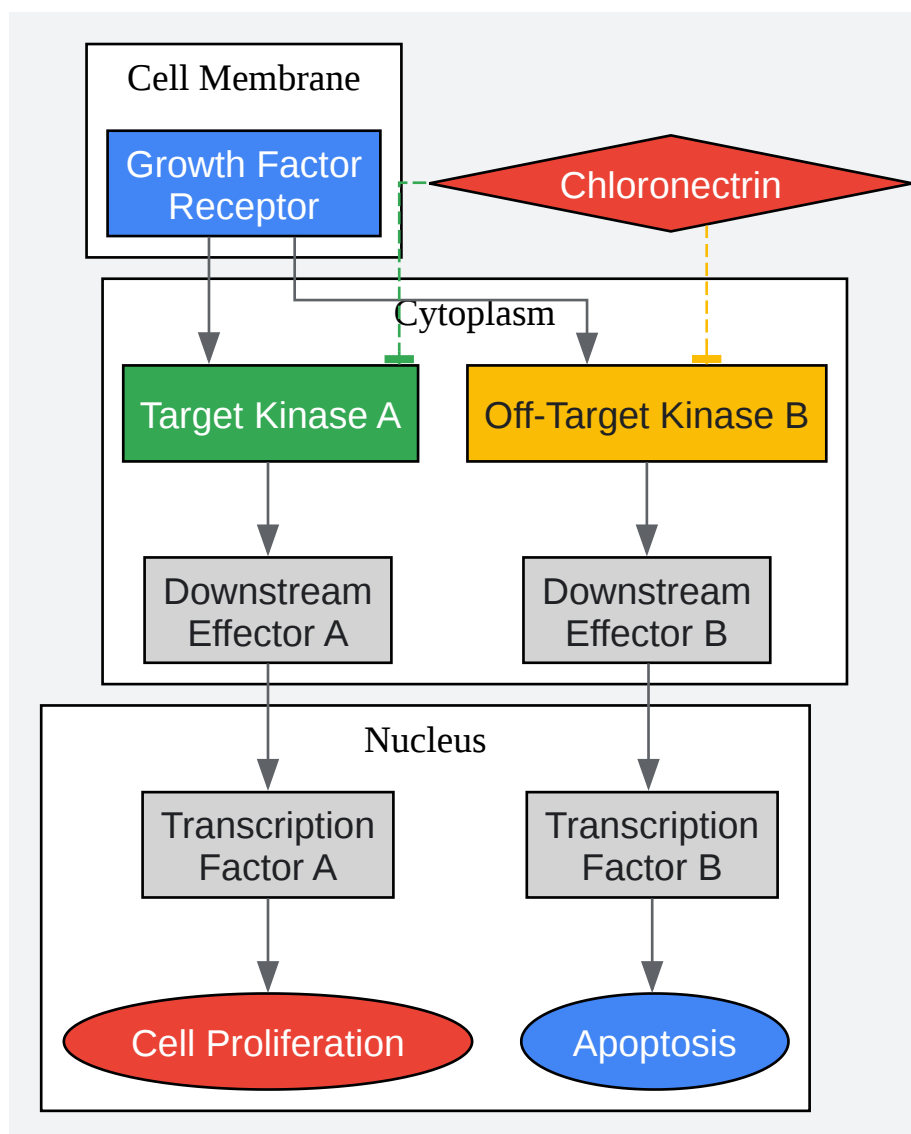 Cell Membrane
Growth Factor
Receptor
Chloronectrin
Cytoplasm
Target Kinase A
Off-Target Kinase B
Downstream
Effector A
Downstream
Effector B
Nucleus
Transcription
Factor A
Transcription
Factor B
Cell Proliferation
Apoptosis